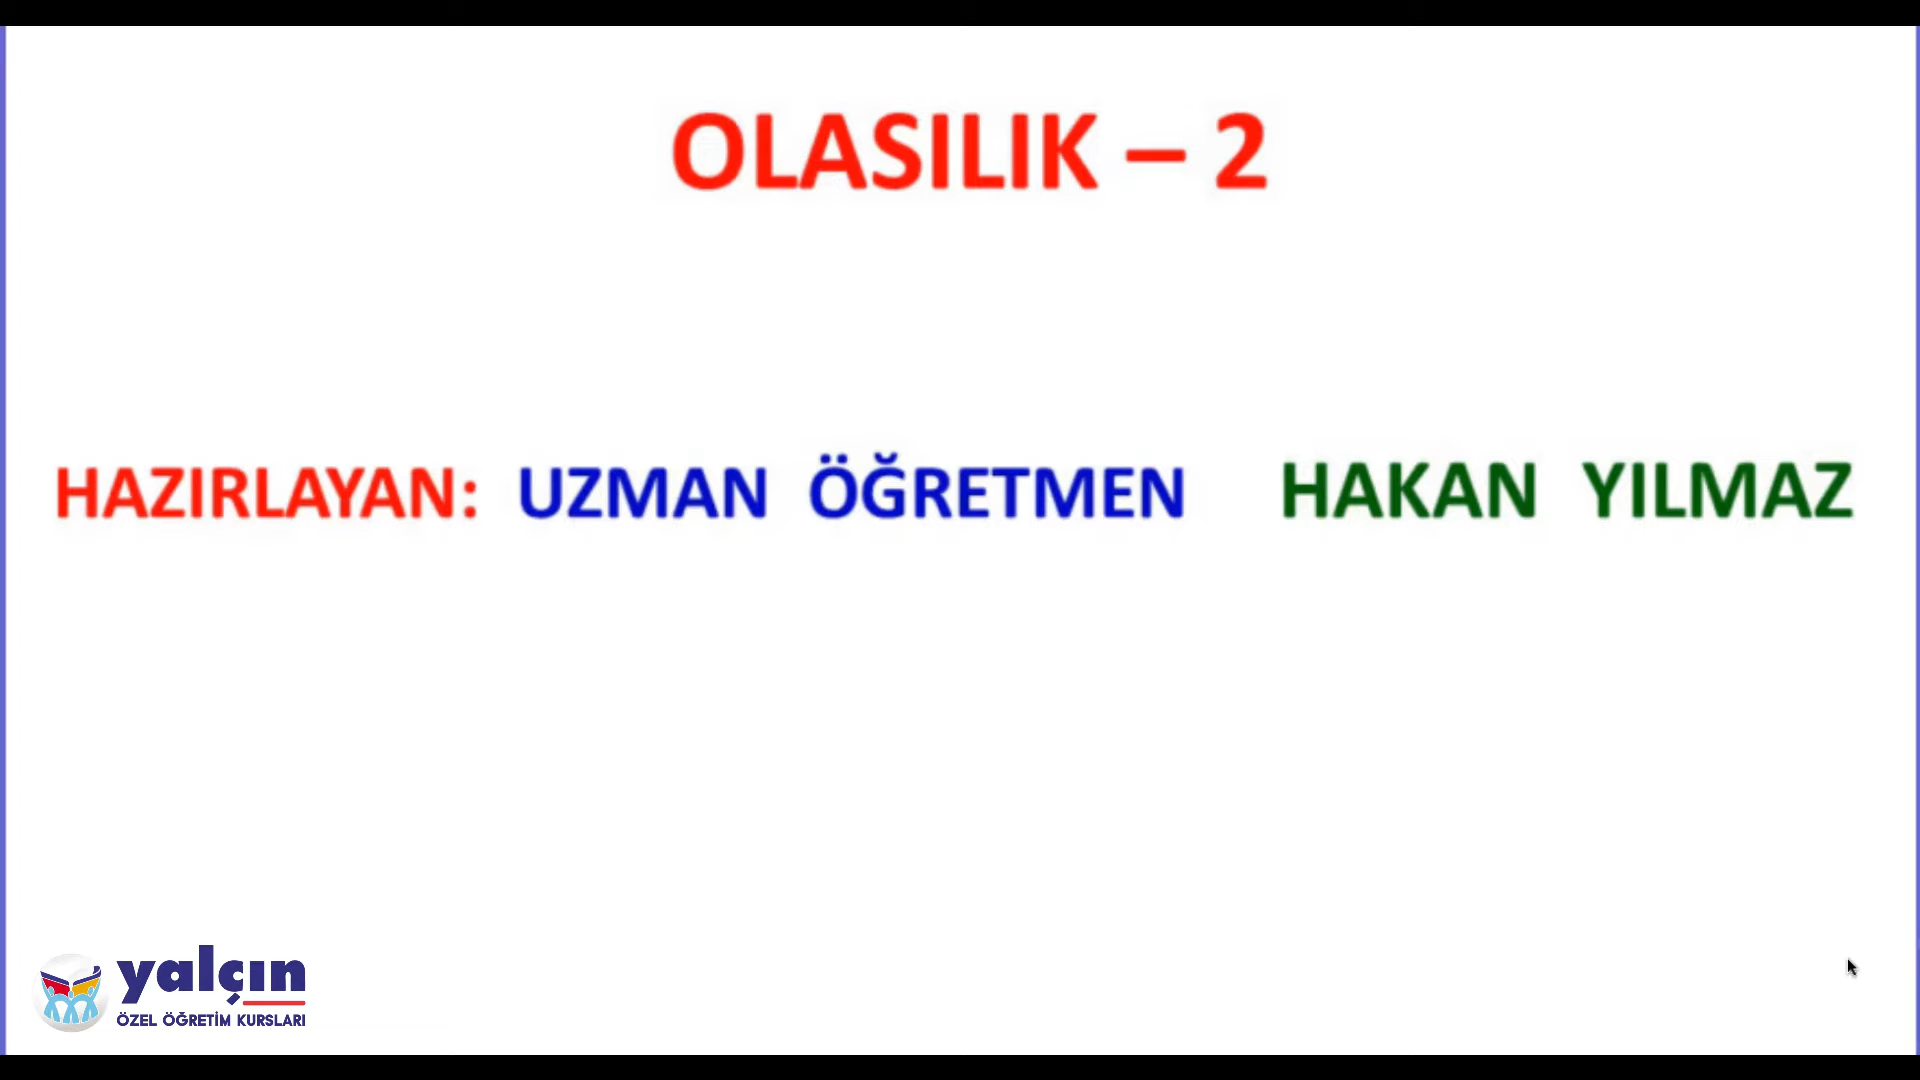 OLASILIK – 2
HAZIRLAYAN: UZMAN ÖĞRETMEN HAKAN YILMAZ
yalçın
ÖZEL ÖĞRETİM KURSLARI